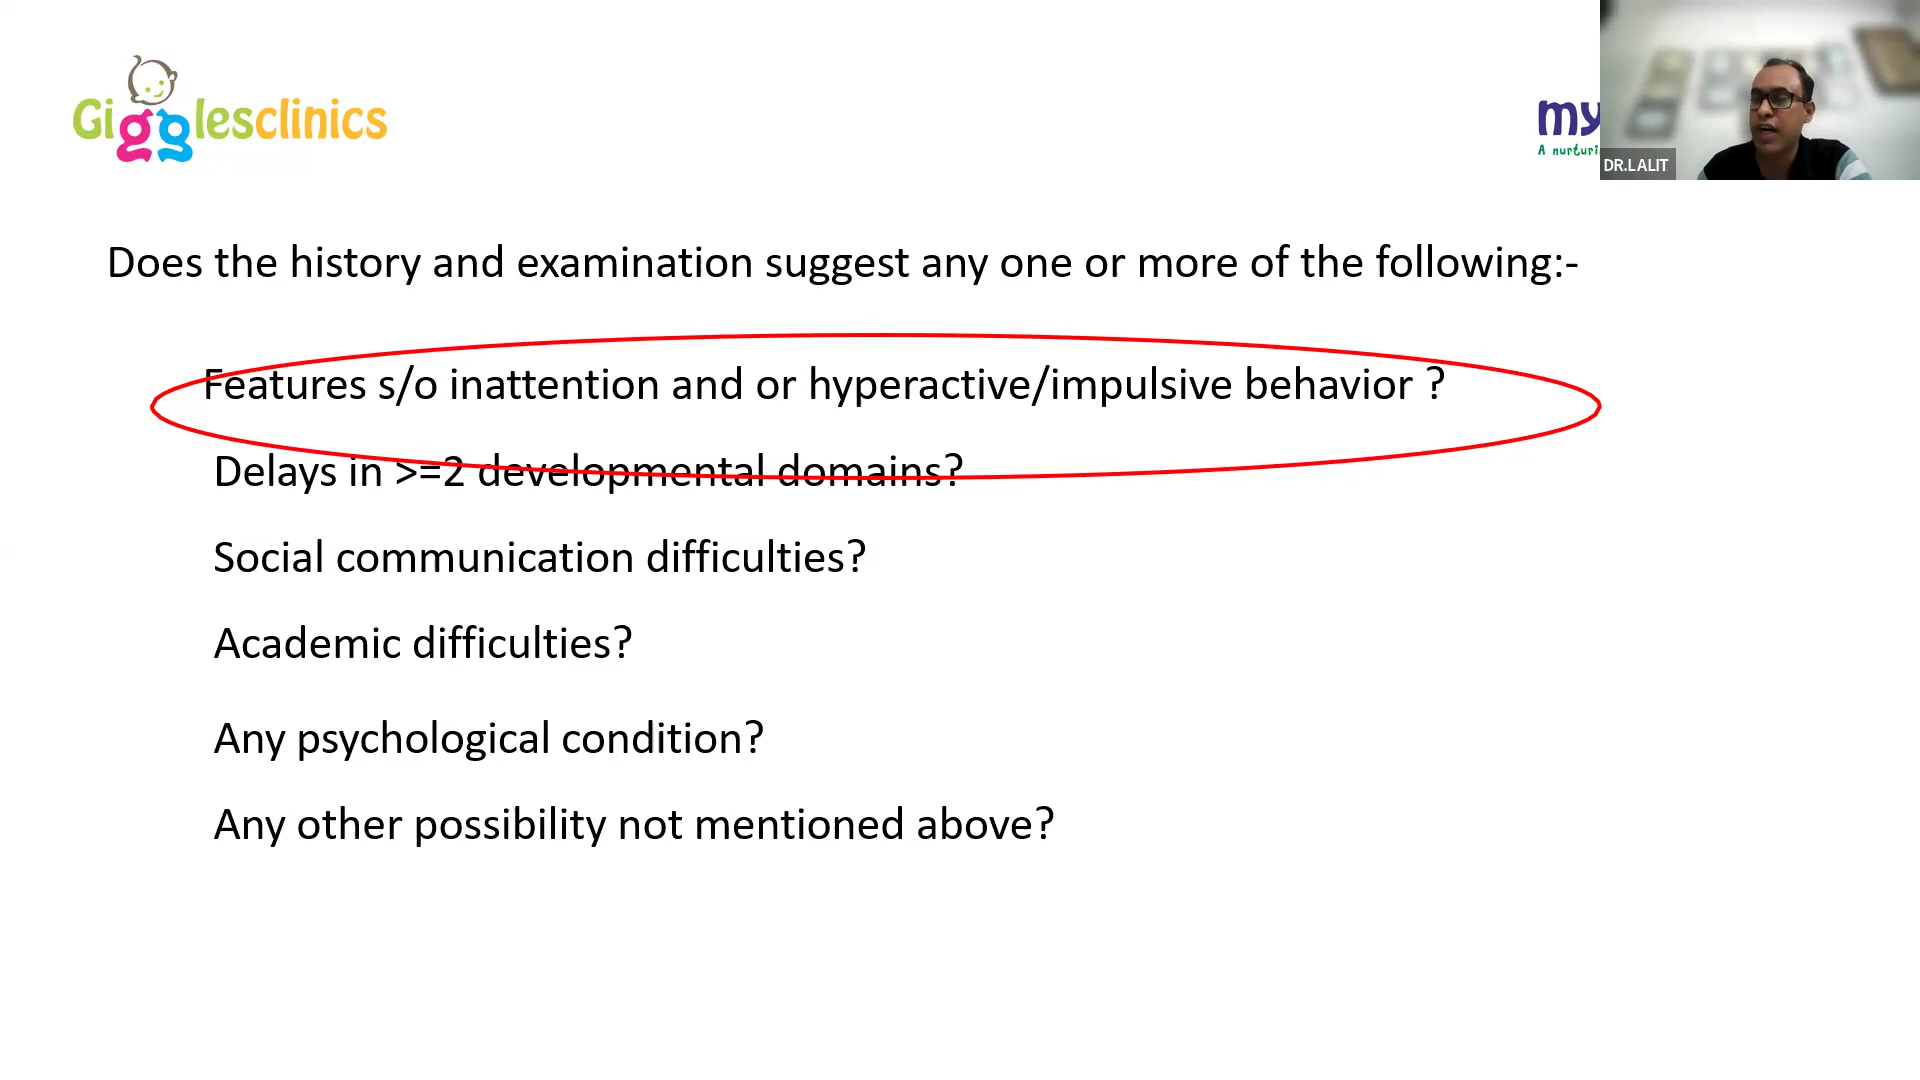 Gigglesclinics
my
A nurturi
DR.LALIT
Does the history and examination suggest any one or more of the following:-
Features s/o inattention and or hyperactive/impulsive behavior ?
Delays in >=2 developmental domains?
Social communication difficulties?
Academic difficulties?
Any psychological condition?
Any other possibility not mentioned above?